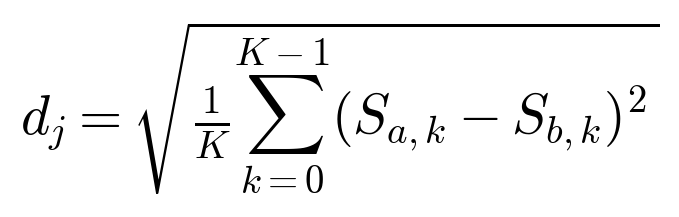 d_j = \sqrt{\frac{1}{K} \sum_{k=0}^{K-1} (S_{a,k} - S_{b,k})^2}